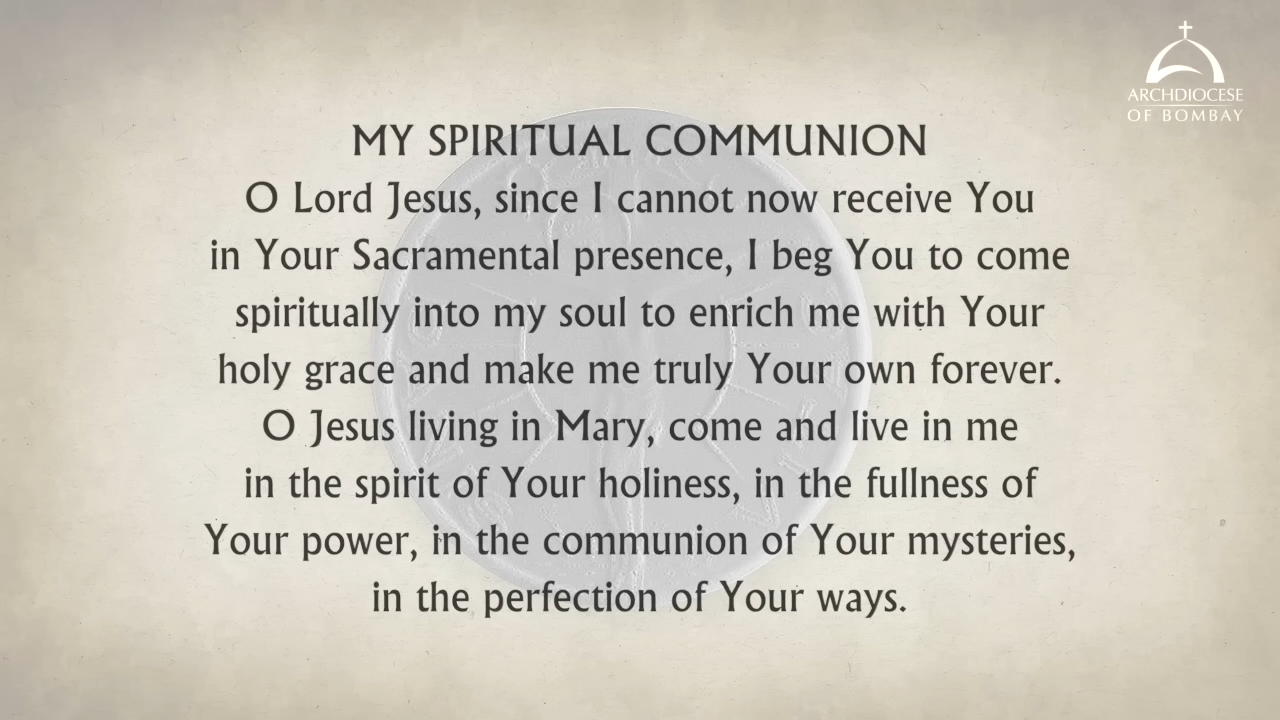 ARCHDIOCESE
OF BOMBAY
MY SPIRITUAL COMMUNION
O Lord Jesus, since I cannot now receive You
in Your Sacramental presence, I beg You to come
spiritually into my soul to enrich me with Your
holy grace and make me truly Your own forever.
O Jesus living in Mary, come and live in me
in the spirit of Your holiness, in the fullness of
Your power, in the communion of Your mysteries,
in the perfection of Your ways.